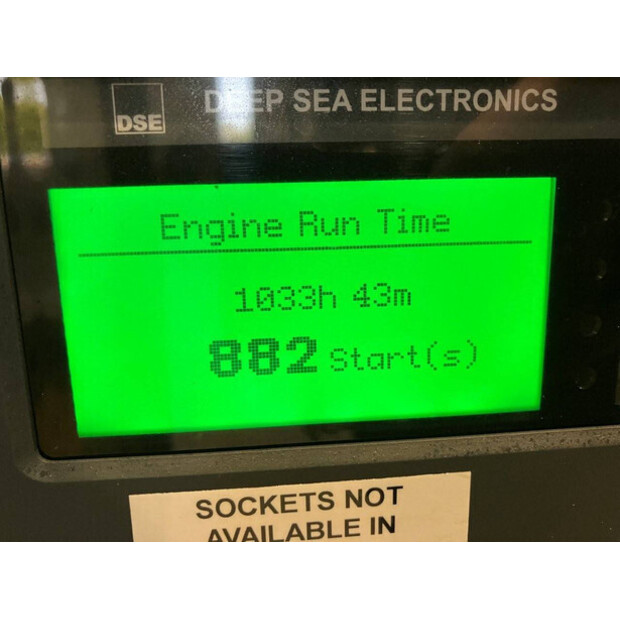 DSE DEEP SEA ELECTRONICS
Engine Run Time
1033h 43m
882 Start(s)
SOCKETS NOT
AVAILABLE IN